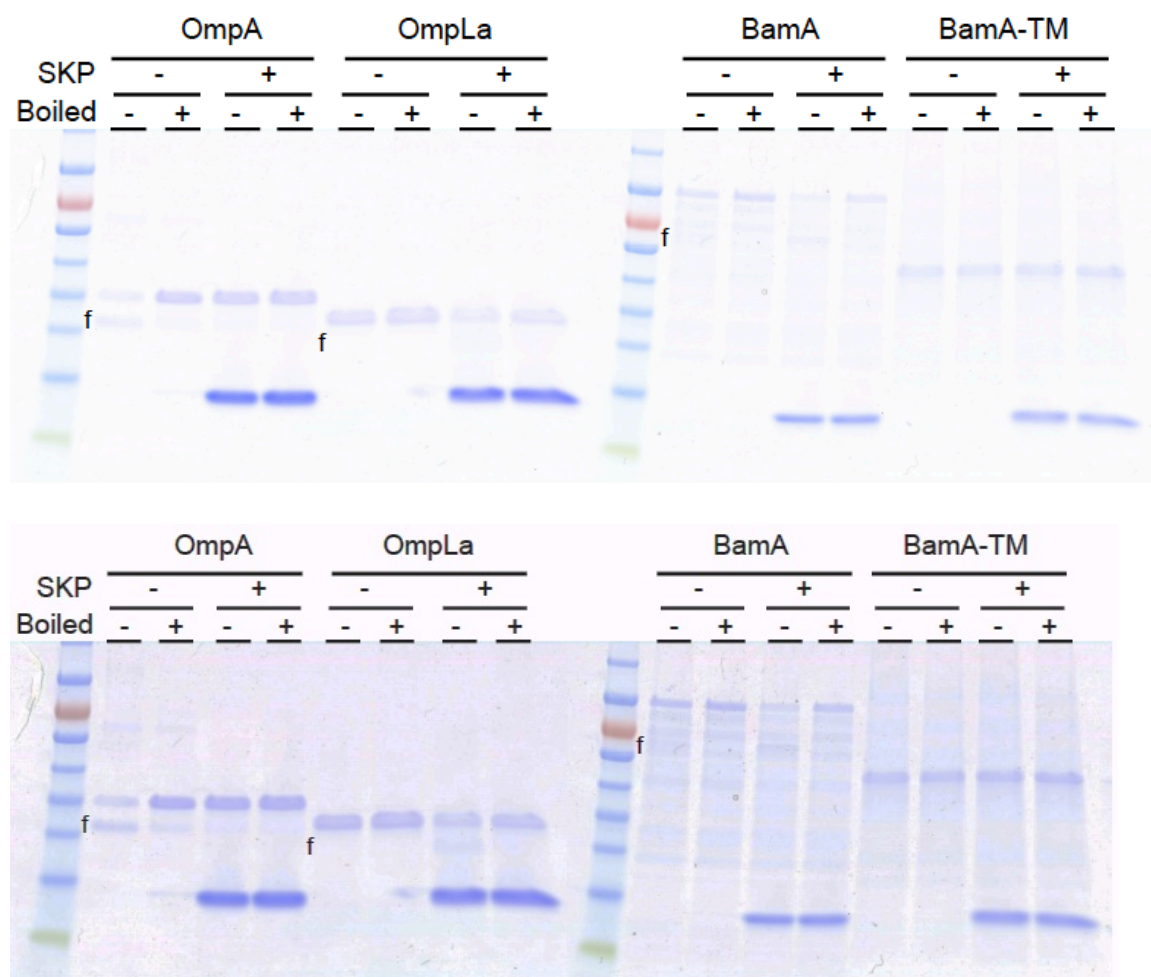 OmpA OmpLa BamA BamA-TM
SKP - + - + - + - +
Boiled - + - + - + - + - + - + - + - +
f
f
f
OmpA OmpLa BamA BamA-TM
SKP - + - + - + - +
Boiled - + - + - + - + - + - + - + - +
f
f
f